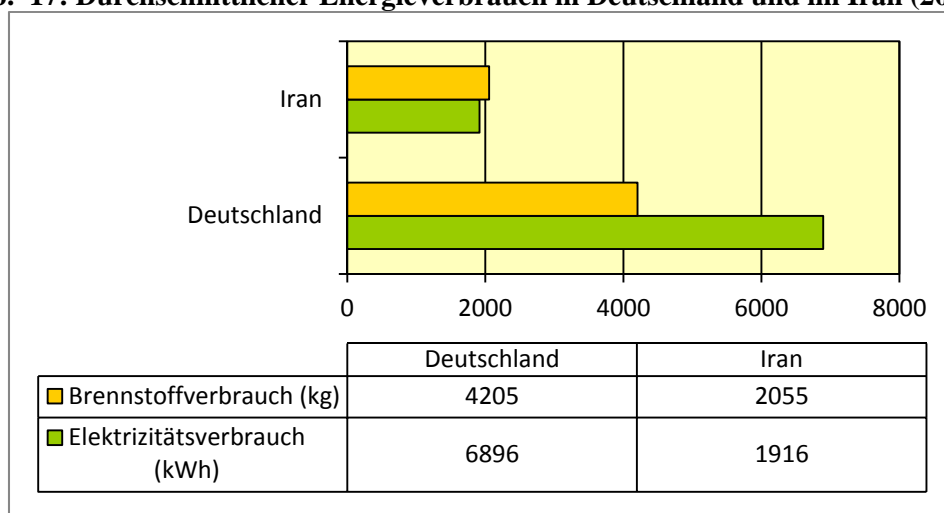 17: Durchschnittlicher Energieverbrauch in Deutschland und im Iran
Iran
Deutschland
0 2000 4000 6000 8000
Deutschland Iran
Brennstoffverbrauch (kg) 4205 2055
Elektrizitätsverbrauch
(kWh) 6896 1916